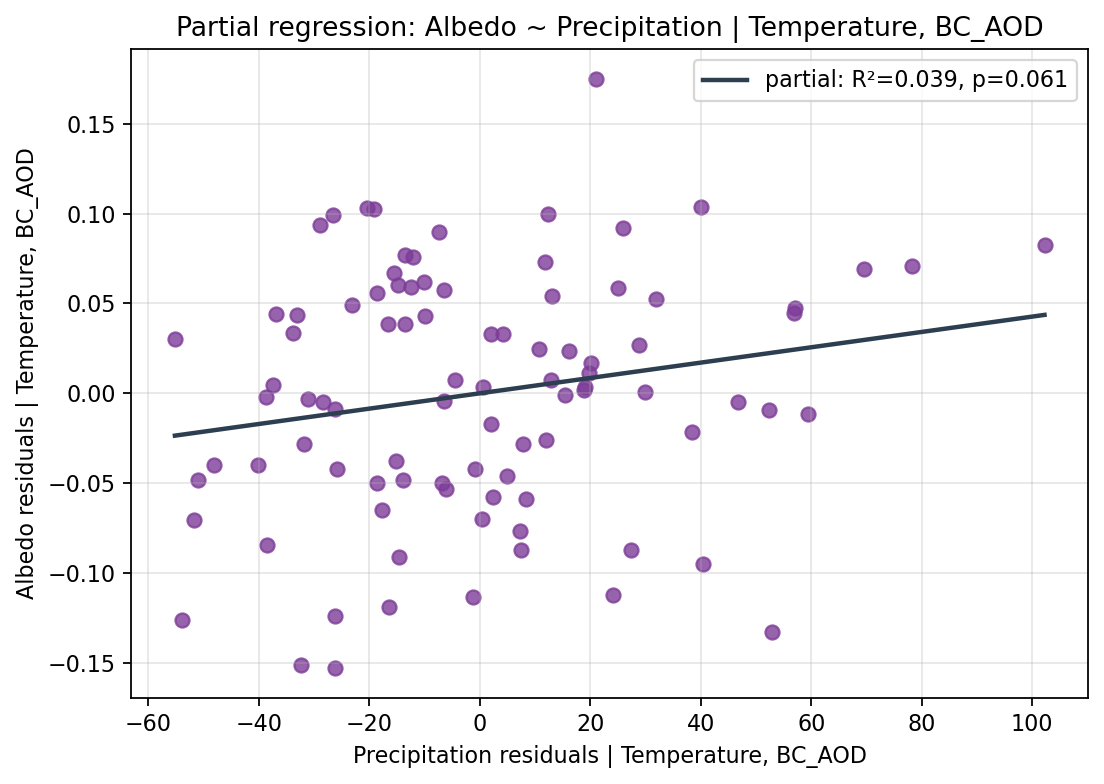 Partial regression: Albedo ~ Precipitation | Temperature, BC_AOD
partial: R²=0.039, p=0.061
Albedo residuals | Temperature, BC_AOD
0.15
0.10
0.05
0.00
−0.05
−0.10
−0.15
−60 −40 −20 0 20 40 60 80 100
Precipitation residuals | Temperature, BC_AOD